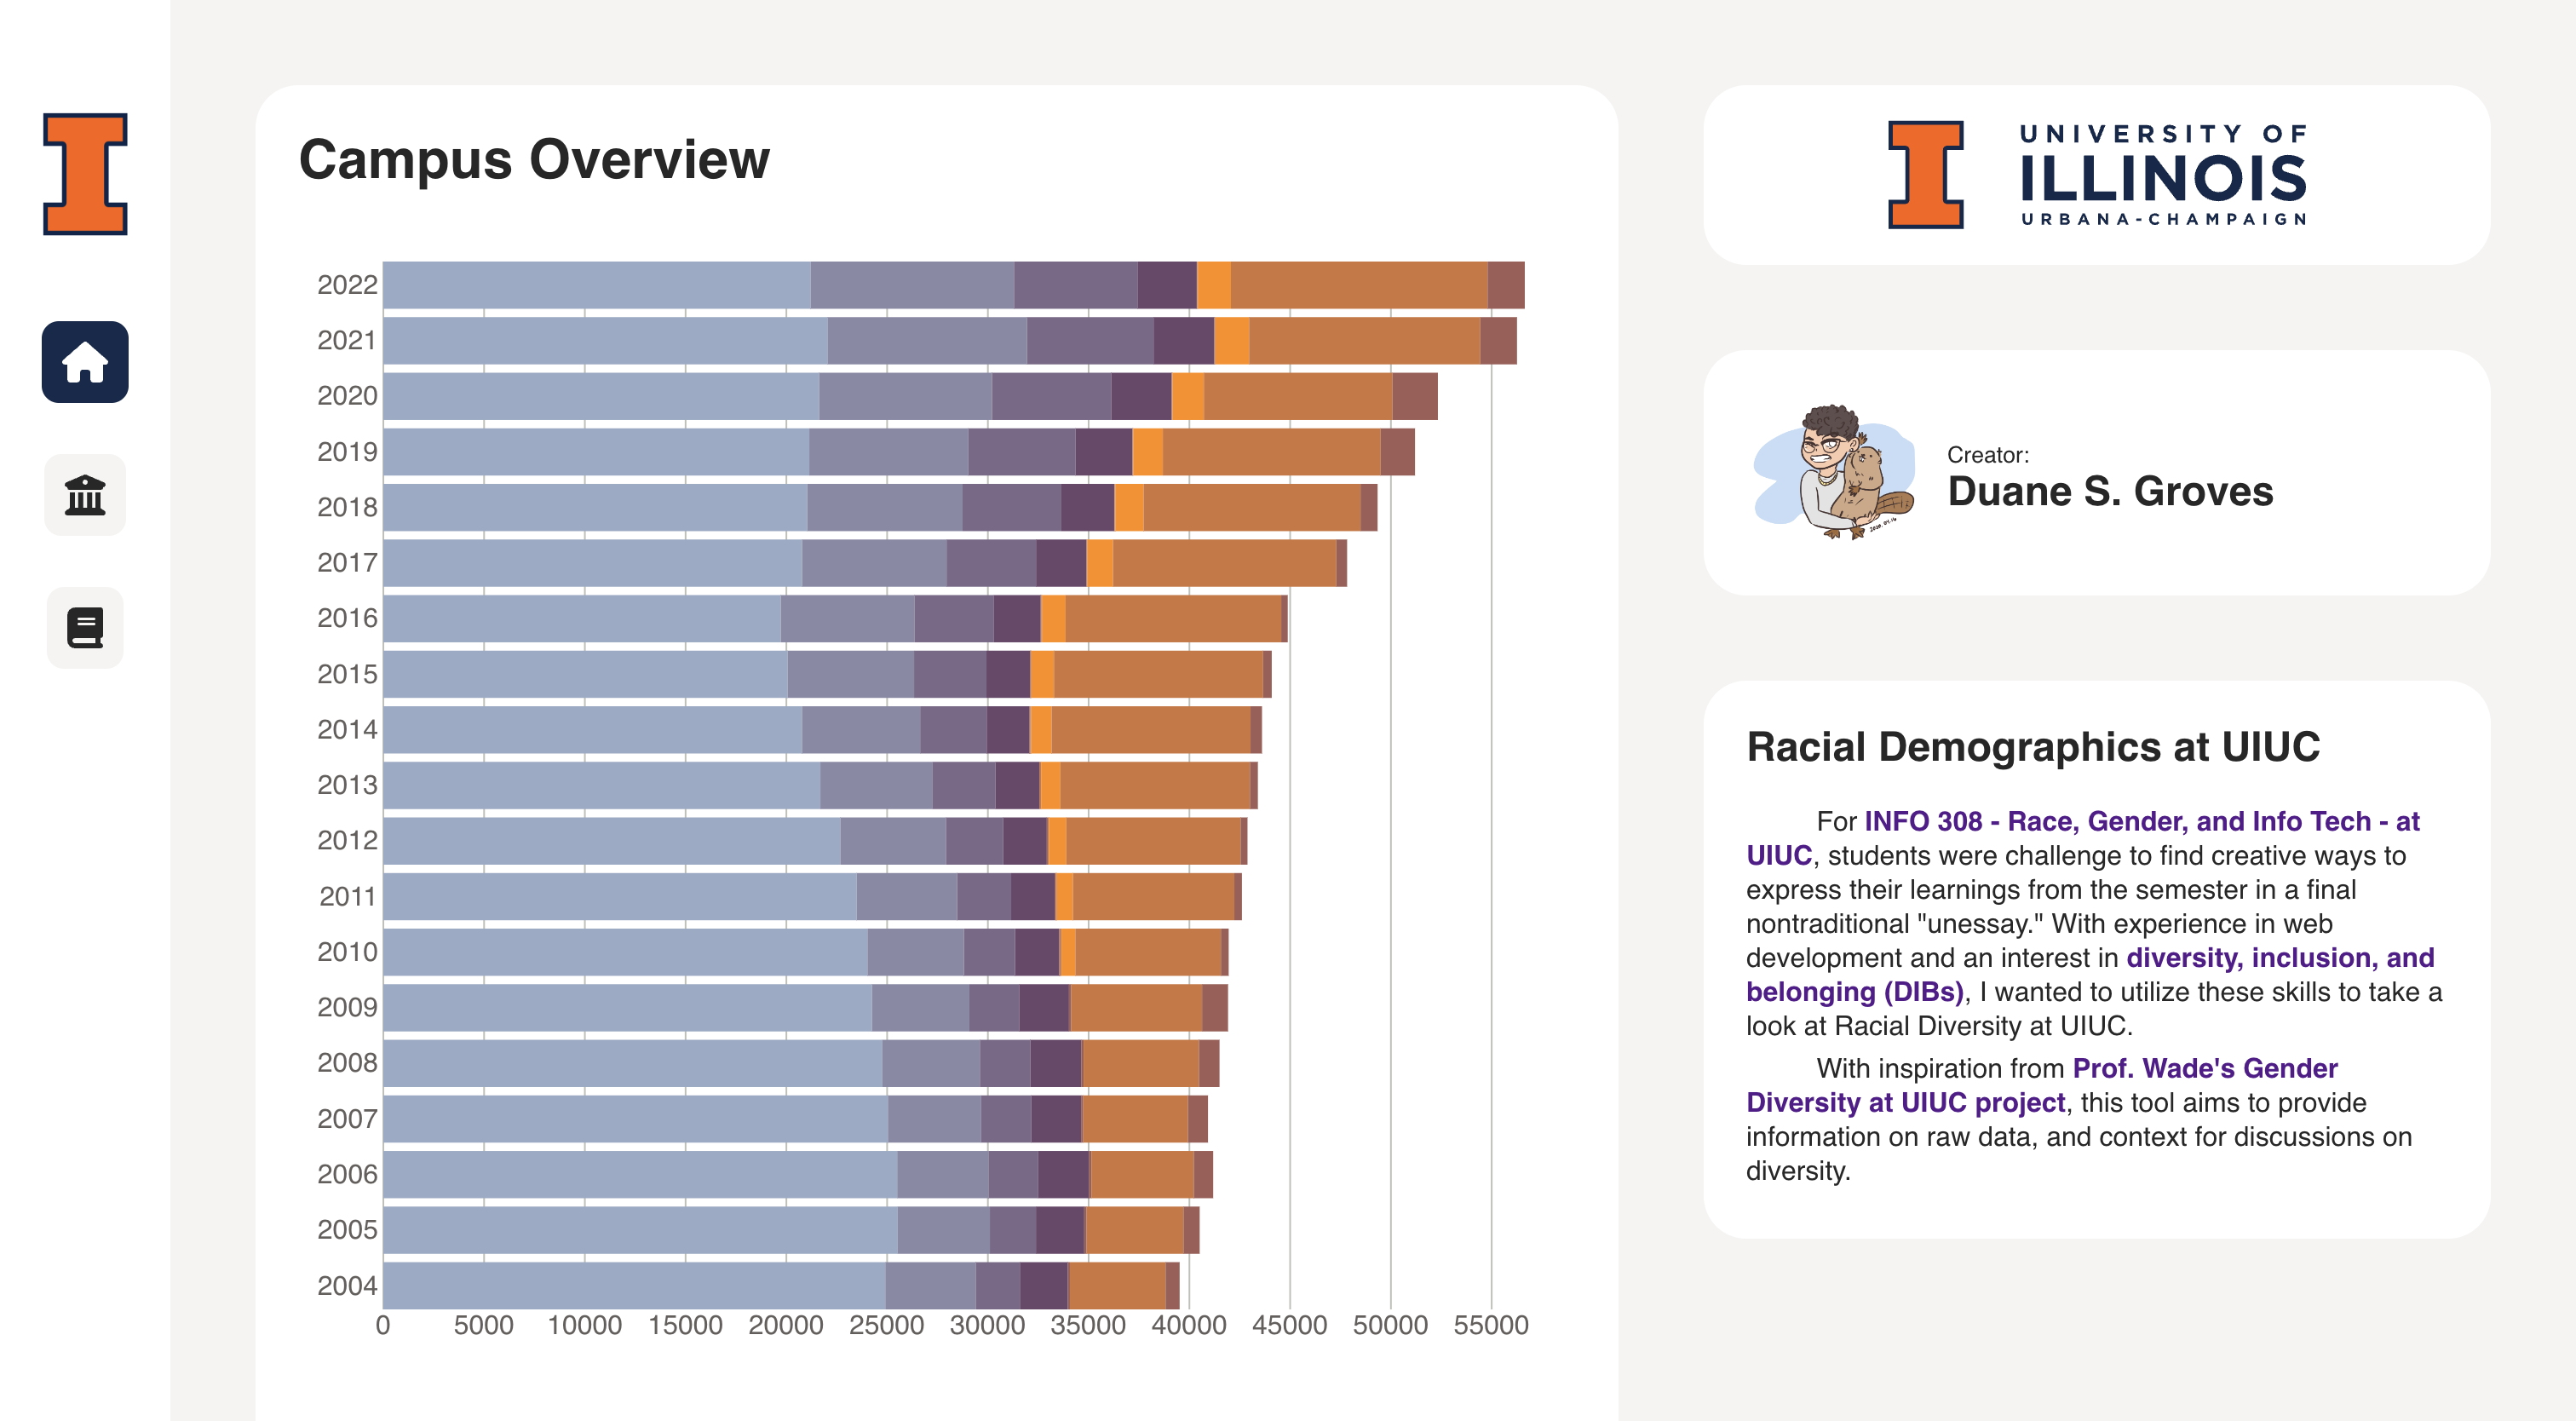 Campus Overview
2022
2021
2020
2019
2018
2017
2016
2015
2014
2013
2012
2011
2010
2009
2008
2007
2006
2005
2004
0 5000 10000 15000 20000 25000 30000 35000 40000 45000 50000 55000
UNIVERSITY OF
ILLINOIS
URBANA-CHAMPAIGN
Creator:
Duane S. Groves
Racial Demographics at UIUC
For INFO 308 - Race, Gender, and Info Tech - at
UIUC, students were challenge to find creative ways to
express their learnings from the semester in a final
nontraditional "unessay." With experience in web
development and an interest in diversity, inclusion, and
belonging (DIBs), I wanted to utilize these skills to take a
look at Racial Diversity at UIUC.
With inspiration from Prof. Wade's Gender
Diversity at UIUC project, this tool aims to provide
information on raw data, and context for discussions on
diversity.